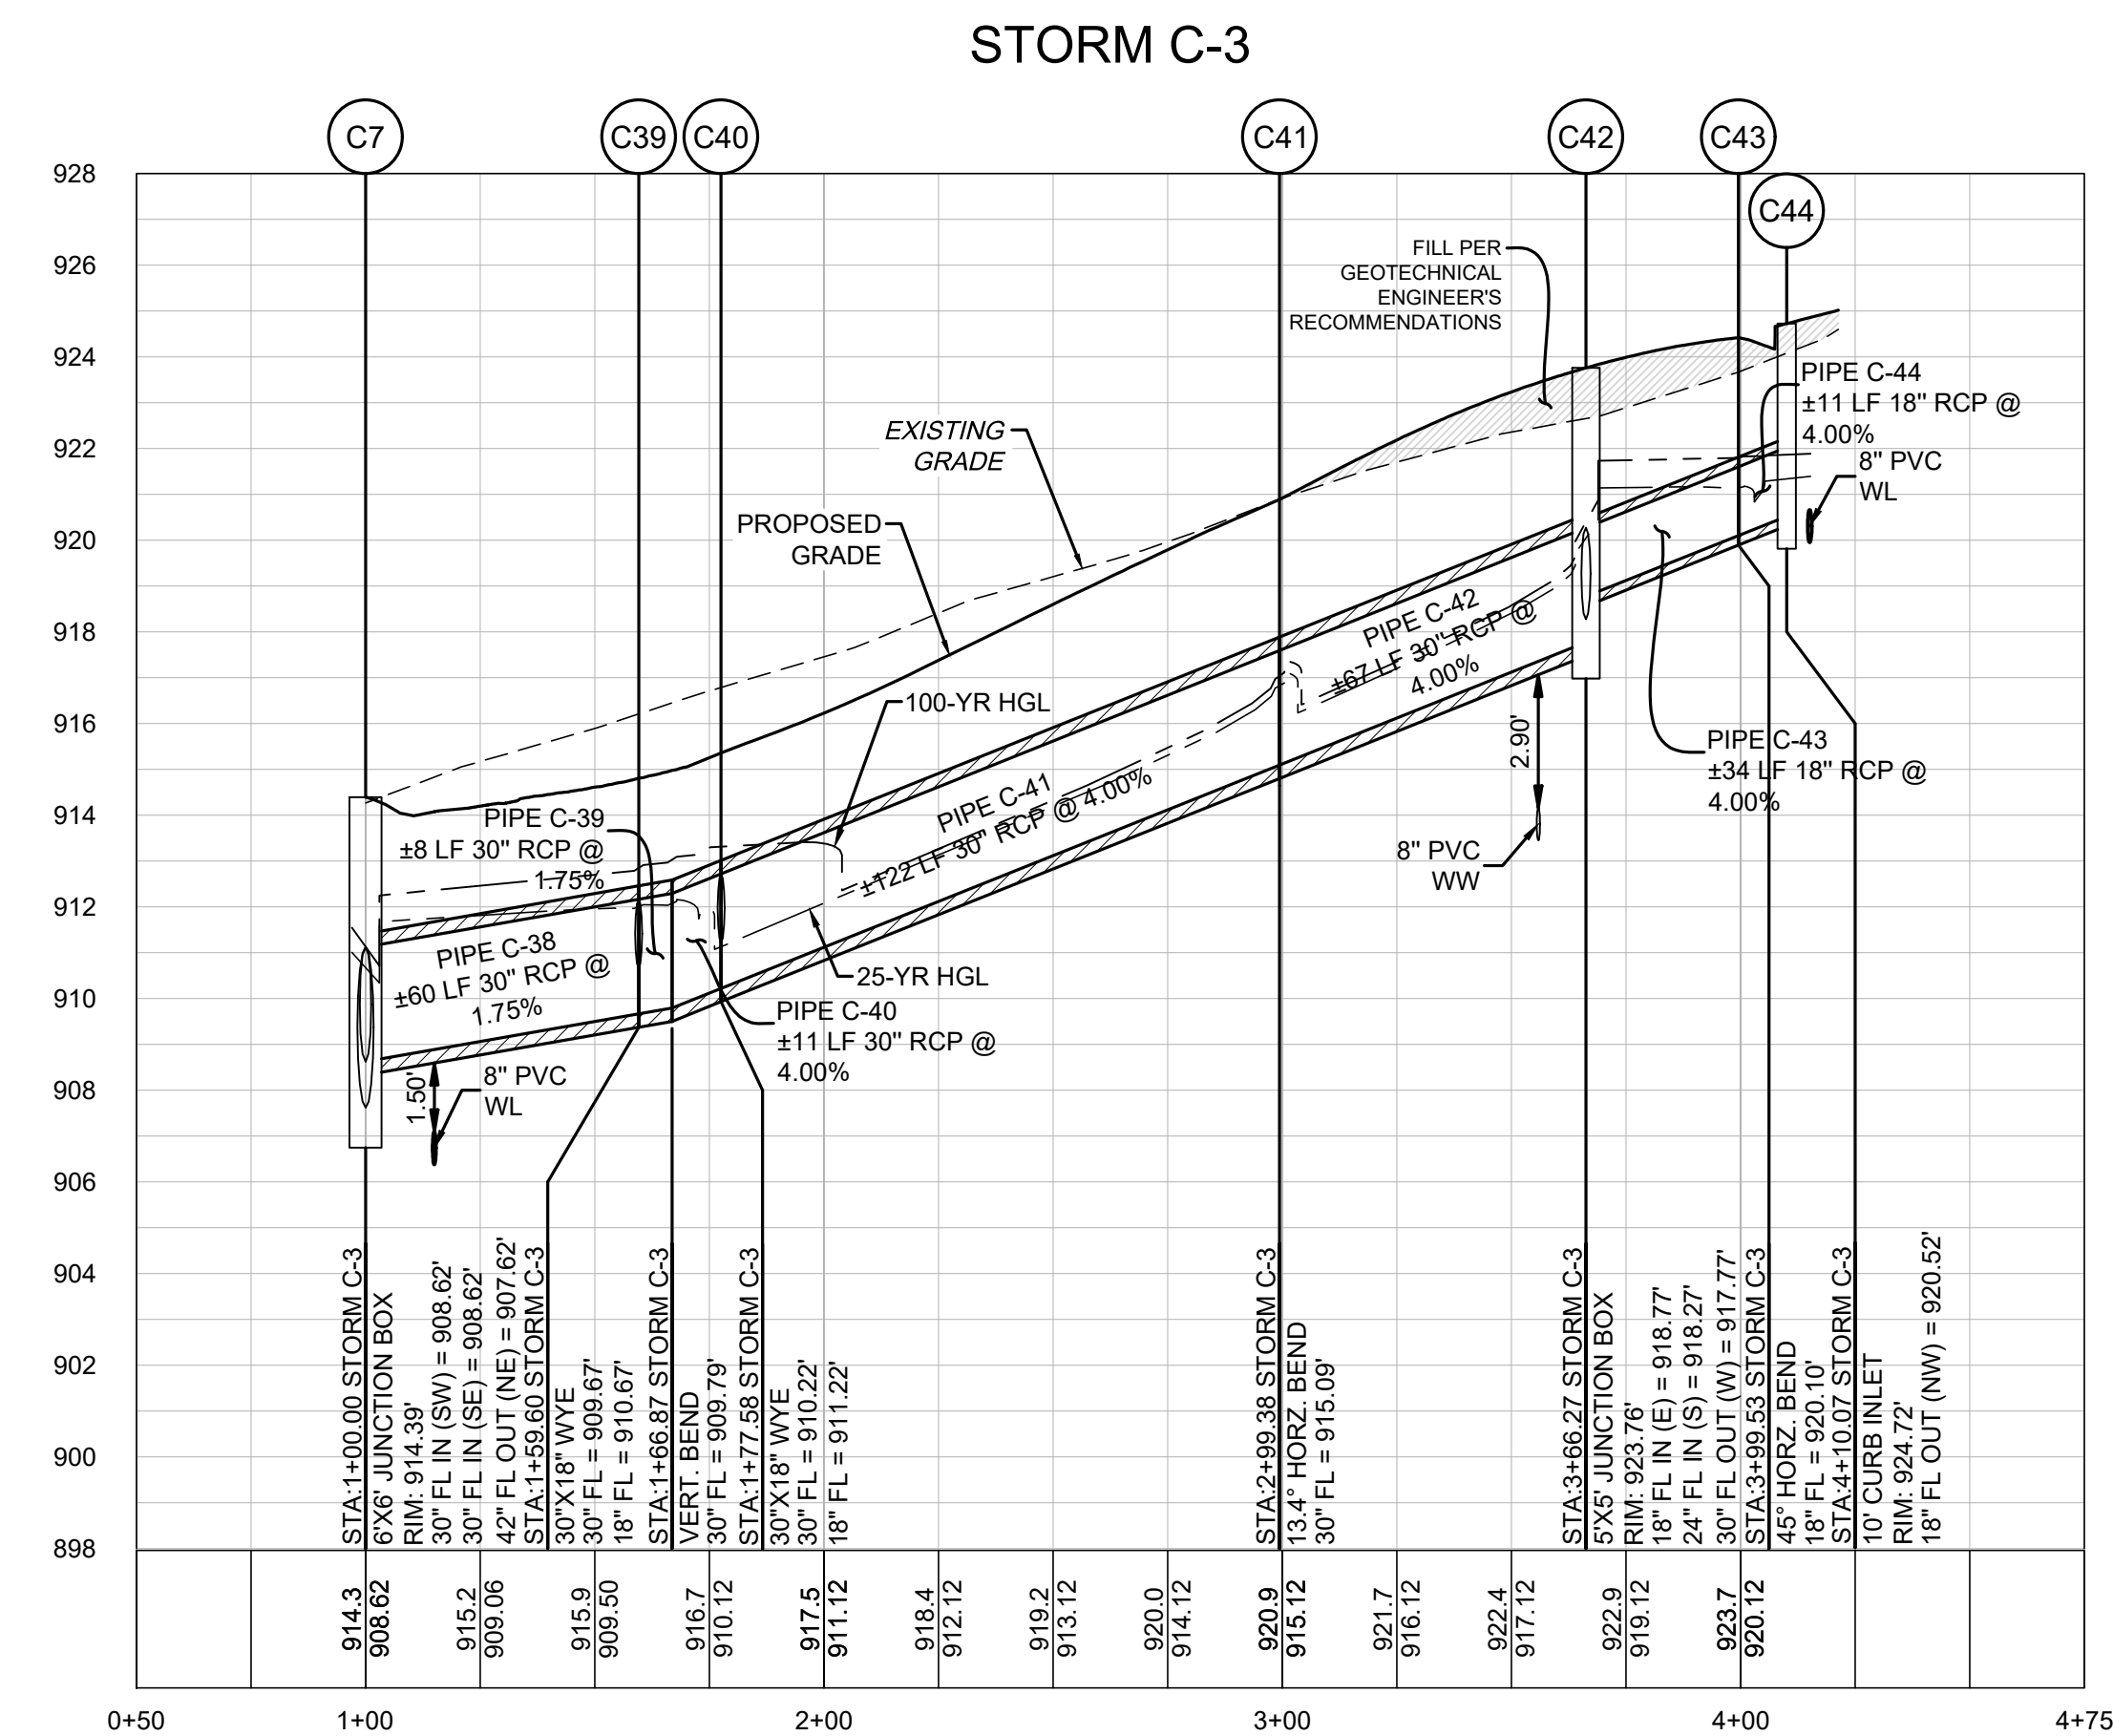 STORM C-3
C7
C39
C40
C41
C42
C43
C44
928
926
924
922
920
918
916
914
912
910
908
906
904
902
900
898
FILL PER
GEOTECHNICAL
ENGINEER'S
RECOMMENDATIONS
EXISTING
GRADE
PROPOSED
GRADE
100-YR HGL
25-YR HGL
PIPE C-44
±11 LF 18" RCP @
4.00%
8" PVC
WL
PIPE C-42
±67 LF 30" RCP @
4.00%
2.90'
8" PVC
WW
PIPE C-43
±34 LF 18" RCP @
4.00%
PIPE C-41
±122 LF 30" RCP @ 4.00%
PIPE C-39
±8 LF 30" RCP @
1.75%
PIPE C-38
±60 LF 30" RCP @
1.75%
PIPE C-40
±11 LF 30" RCP @
4.00%
1.50'
8" PVC
WL
STA:1+00.00 STORM C-3
6'X6' JUNCTION BOX
RIM: 914.39'
30" FL IN (SW) = 908.62'
30" FL IN (SE) = 908.62'
42" FL OUT (NE) = 907.62'
STA:1+59.60 STORM C-3
30"X18" WYE
30" FL = 909.67'
18" FL = 910.67'
STA:1+66.87 STORM C-3
VERT. BEND
30" FL = 909.79'
STA:1+77.58 STORM C-3
30"X18" WYE
30" FL = 910.22'
18" FL = 911.22'
STA:2+99.38 STORM C-3
13.4° HORZ. BEND
30" FL = 915.09'
STA:3+66.27 STORM C-3
5'X5' JUNCTION BOX
RIM: 923.76'
18" FL IN (E) = 918.77'
24" FL IN (S) = 918.27'
30" FL OUT (W) = 917.77'
STA:3+99.53 STORM C-3
45° HORZ. BEND
18" FL = 920.10'
STA:4+10.07 STORM C-3
10' CURB INLET
RIM: 924.72'
18" FL OUT (NW) = 920.52'
914.3
908.62
915.2
909.06
915.9
909.50
916.7
910.12
917.5
911.12
918.4
912.12
919.2
913.12
920.0
914.12
920.9
915.12
921.7
916.12
922.4
917.12
922.9
919.12
923.7
920.12
0+50
1+00
2+00
3+00
4+00
4+75